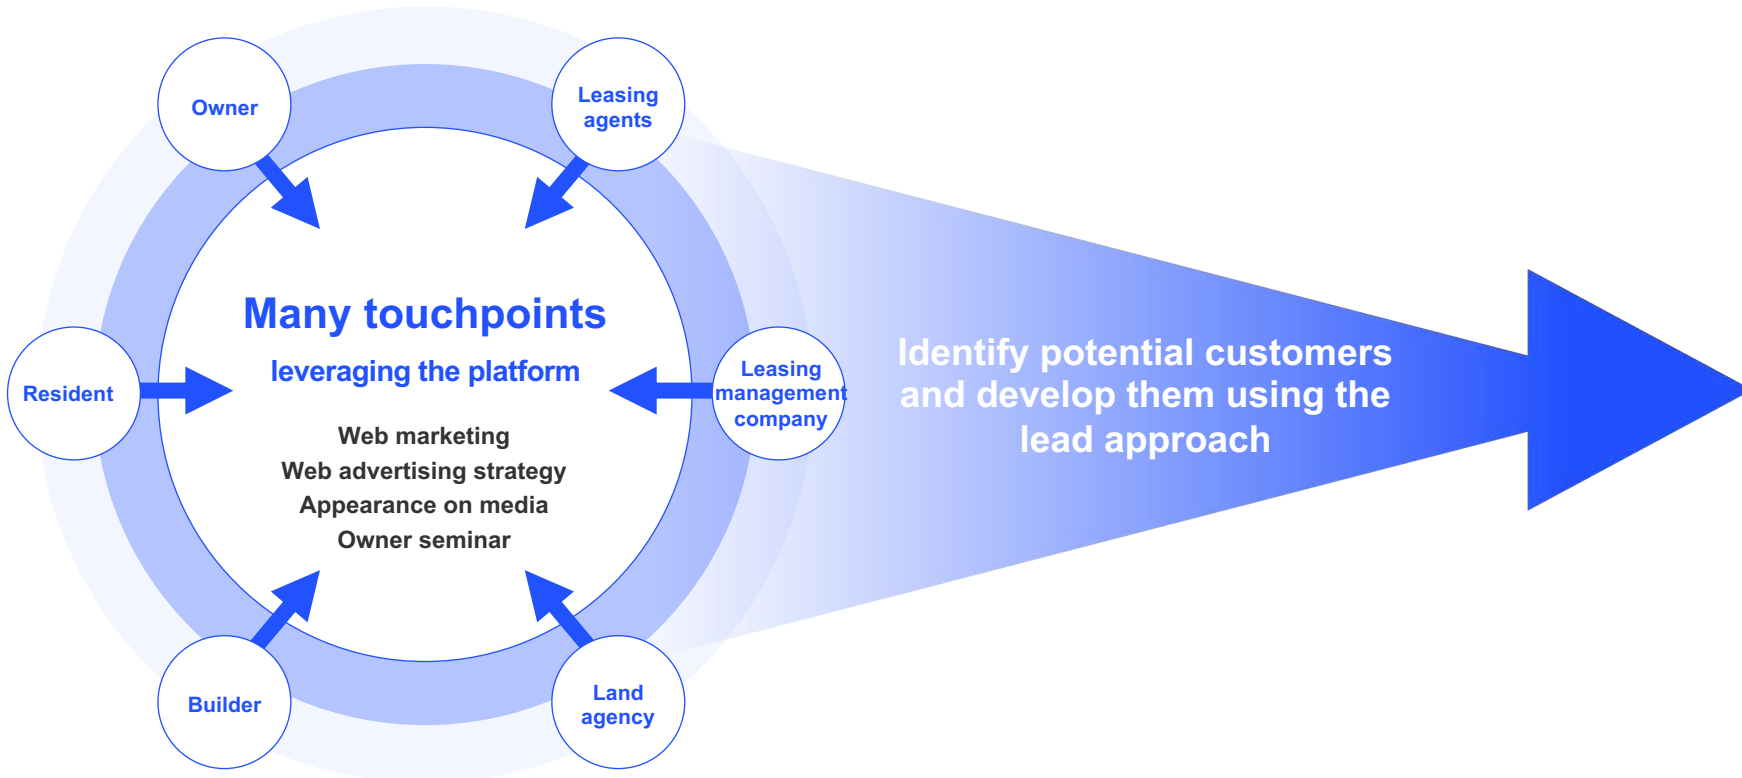 Owner
Leasing
agents
Many touchpoints
leveraging the platform
Resident
Leasing
management
company
Web marketing
Web advertising strategy
Appearance on media
Owner seminar
Builder
Land
agency
Identify potential customers
and develop them using the
lead approach